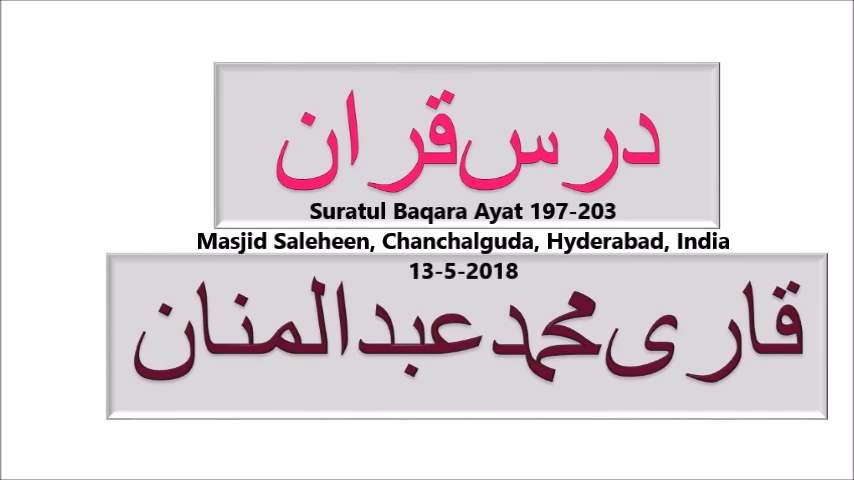 درس قران
Suratul Baqara Ayat 197-203
Masjid Saleheen, Chanchalguda, Hyderabad, India
13-5-2018
قاری محمد عبدالمنان